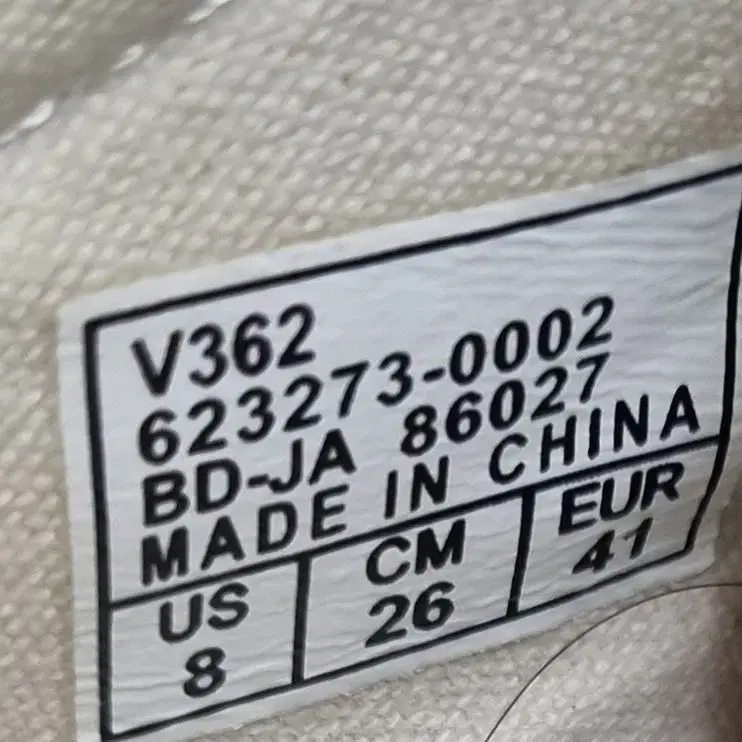 V362
623273-0002
BD-JA 86027
MADE IN CHINA
US CM EUR
8 26 41